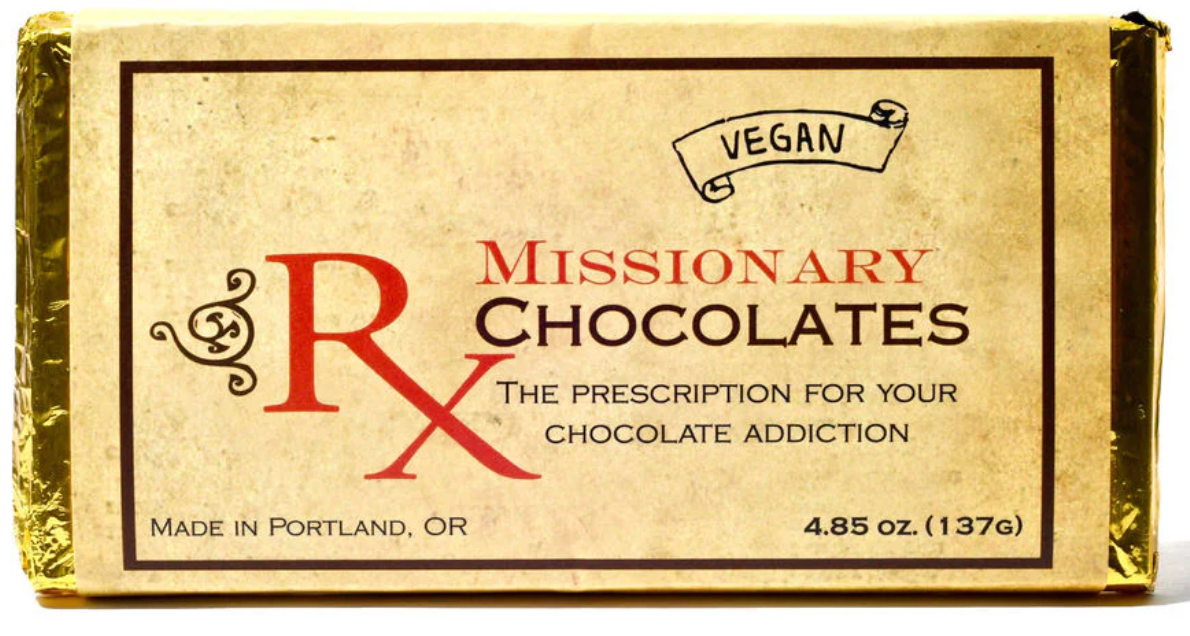 VEGAN
MISSIONARY
CHOCOLATES
Rx
THE PRESCRIPTION FOR YOUR
CHOCOLATE ADDICTION
MADE IN PORTLAND, OR
4.85 OZ. (137G)